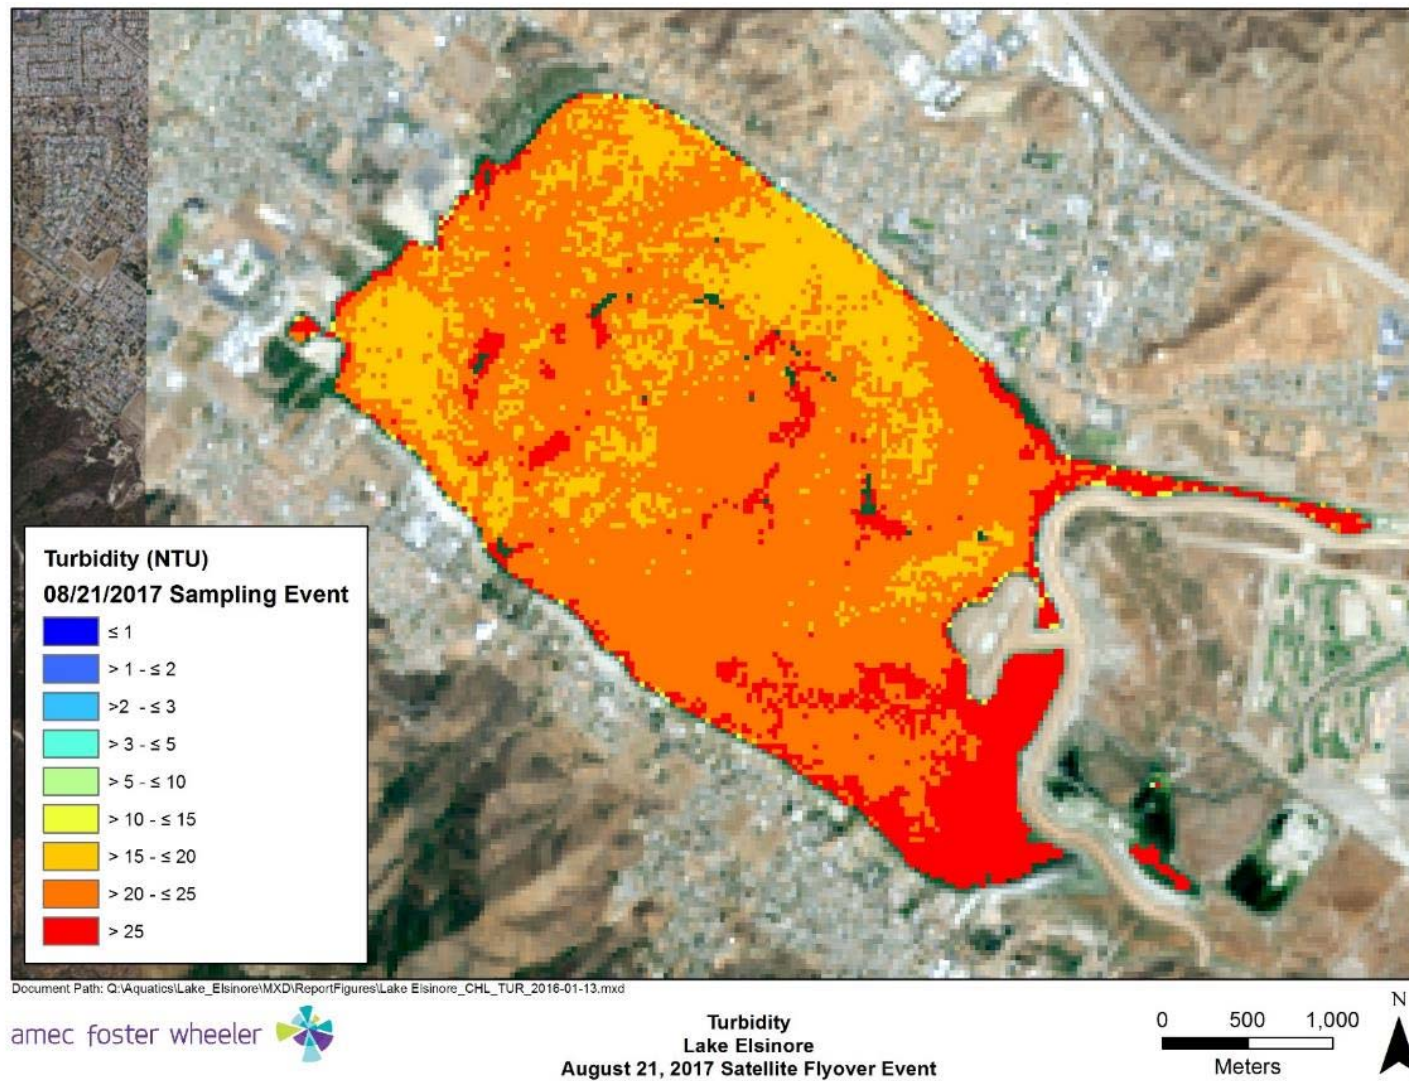 Turbidity (NTU)
08/21/2017 Sampling Event
≤ 1
> 1 - ≤ 2
>2 - ≤ 3
> 3 - ≤ 5
> 5 - ≤ 10
> 10 - ≤ 15
> 15 - ≤ 20
> 20 - ≤ 25
> 25
Document Path: Q:\Aquatics\Lake_Elsinore\MXD\ReportFigures\Lake Elsinore_CHL_TUR_2016-01-13.mxd
amec foster wheeler
Turbidity
Lake Elsinore
August 21, 2017 Satellite Flyover Event
0 500 1,000
Meters
N